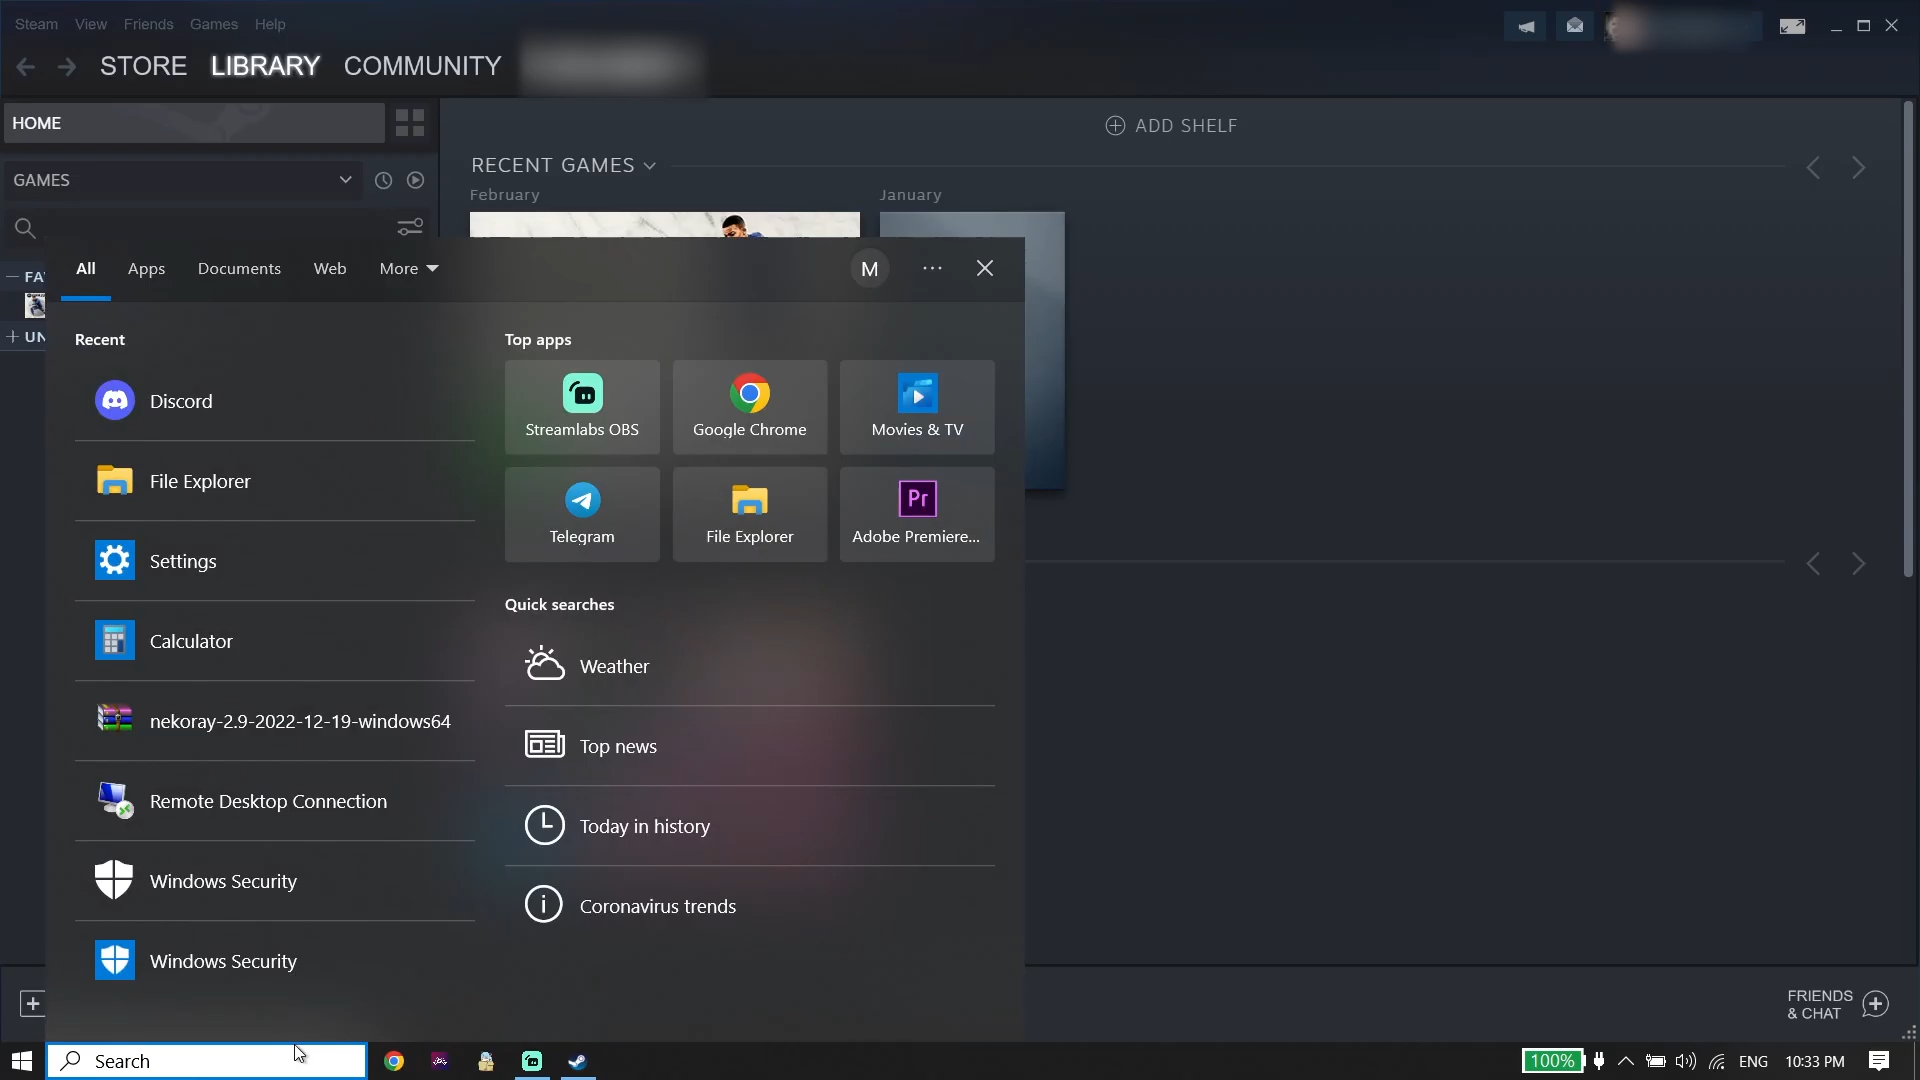 Steam View Friends Games Help
STORE LIBRARY COMMUNITY
HOME
ADD SHELF
GAMES
RECENT GAMES
February January
FA
UN
All Apps Documents Web More M
Recent
Discord
File Explorer
Settings
Calculator
nekoray-2.9-2022-12-19-windows64
Remote Desktop Connection
Windows Security
Windows Security
Top apps
Streamlabs OBS Google Chrome Movies & TV
Pr
Telegram File Explorer Adobe Premiere...
Quick searches
Weather
Top news
Today in history
Coronavirus trends
FRIENDS
& CHAT
Search
100% ENG 10:33 PM